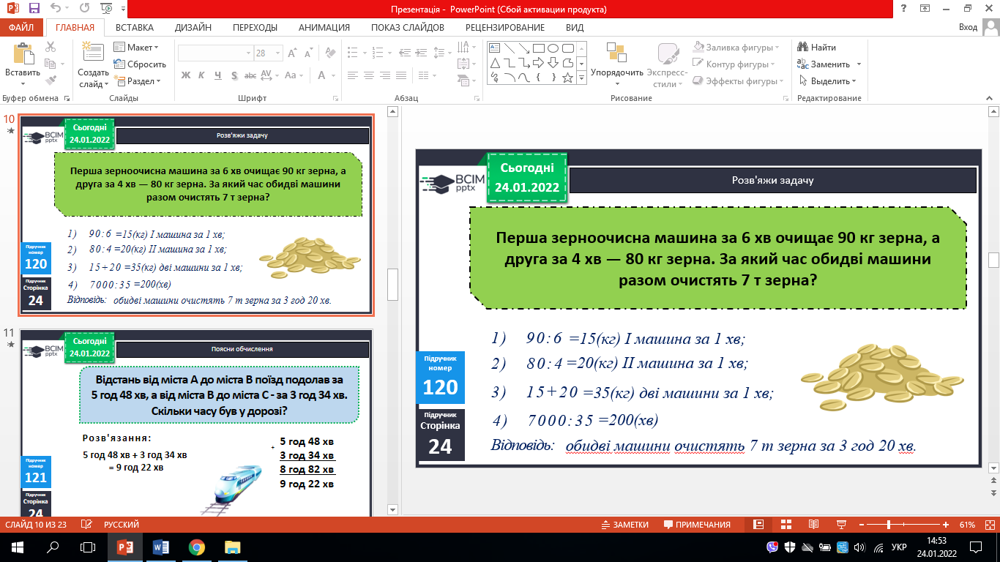 Презентація - PowerPoint (Сбой активации продукта)
ФАЙЛ ГЛАВНАЯ ВСТАВКА ДИЗАЙН ПЕРЕХОДЫ АНИМАЦИЯ ПОКАЗ СЛАЙДОВ РЕЦЕНЗИРОВАНИЕ ВИД Вход
Вставить
Создать слайд
Макет
Сбросить
Раздел
28
Ж К Ч S abc AV Aa А
Упорядочить
Экспресс-стили
Заливка фигуры
Контур фигуры
Эффекты фигуры
Найти
Заменить
Выделить
Буфер обмена Слайды Шрифт Абзац Рисование Редактирование
10
BCIM pptx
Сьогодні
24.01.2022
Розв'яжи задачу
Перша зерноочисна машина за 6 хв очищає 90 кг зерна, а
друга за 4 хв — 80 кг зерна. За який час обидві машини
разом очистять 7 т зерна?
1) 90:6 =15(кг) І машина за 1 хв;
2) 80:4 =20(кг) ІІ машина за 1 хв;
3) 15+20 =35(кг) дві машини за 1 хв;
4) 7000:35 =200(хв)
Відповідь: обидві машини очистять 7 т зерна за 3 год 20 хв.
Підручник
номер
120
Підручник
Сторінка
24
11
BCIM pptx
Сьогодні
24.01.2022
Поясни обчислення
Відстань від міста А до міста В поїзд подолав за
5 год 48 хв, а від міста В до міста С - за 3 год 34 хв.
Скільки часу був у дорозі?
Розв'язання:
5 год 48 хв + 3 год 34 хв
= 9 год 22 хв
5 год 48 хв
+
3 год 34 хв
8 год 82 хв
9 год 22 хв
Підручник
номер
121
Підручник
Сторінка
24
BCIM
pptx
Сьогодні
24.01.2022
Розв'яжи задачу
Перша зерноочисна машина за 6 хв очищає 90 кг зерна, а
друга за 4 хв — 80 кг зерна. За який час обидві машини
разом очистять 7 т зерна?
1) 90:6 =15(кг) І машина за 1 хв;
2) 80:4 =20(кг) ІІ машина за 1 хв;
3) 15+20 =35(кг) дві машини за 1 хв;
4) 7000:35 =200(хв)
Відповідь: обидві машини очистять 7 т зерна за 3 год 20 хв.
Підручник
номер
120
Підручник
Сторінка
24
СЛАЙД 10 ИЗ 23 РУССКИЙ ЗАМЕТКИ ПРИМЕЧАНИЯ 61%
УКР
14:53
24.01.2022